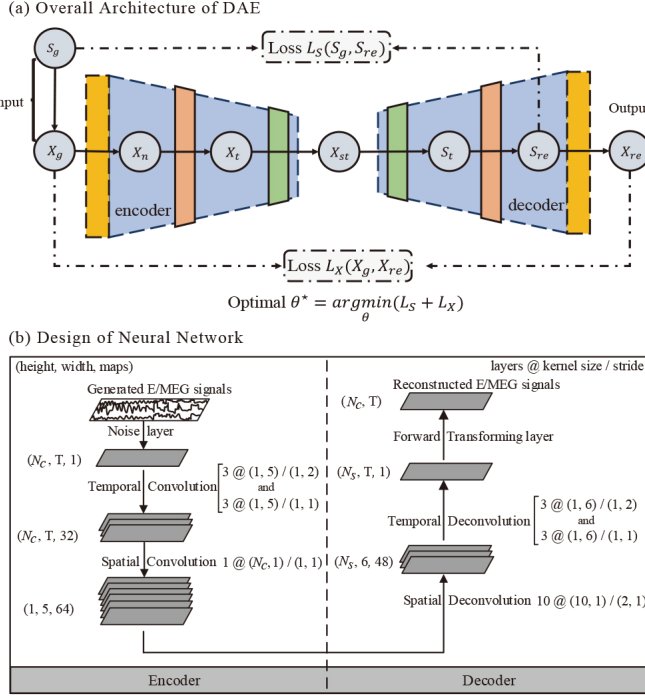 (a) Overall Architecture of DAE
S_g
Loss L_S(S_g, S_re)
nput
Output
X_g
X_n
X_t
X_st
S_t
S_re
X_re
encoder
decoder
Loss L_X(X_g, X_re)
Optimal θ* = argmin(L_S + L_X)
θ
(b) Design of Neural Network
(height, width, maps)
Generated E/MEG signals
Noise layer
(N_C, T, 1)
Temporal Convolution
3 @ (1, 5) / (1, 2)
and
3 @ (1, 5) / (1, 1)
(N_C, T, 32)
Spatial Convolution 1 @ (N_C, 1) / (1, 1)
(1, 5, 64)
Encoder
layers @ kernel size / stride
Reconstructed E/MEG signals
(N_C, T)
Forward Transforming layer
(N_S, T, 1)
Temporal Deconvolution
3 @ (1, 6) / (1, 2)
and
3 @ (1, 6) / (1, 1)
(N_S, 6, 48)
Spatial Deconvolution 10 @ (10, 1) / (2, 1)
Decoder